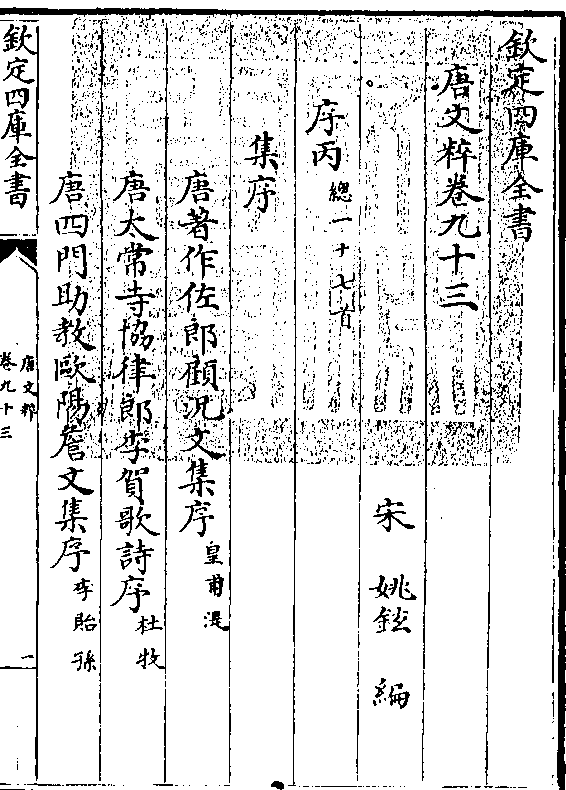 欽定四庫全書
唐文粹卷九十三
宋 姚鉉 編
序丙總一十七首
集序
唐著作佐郎顧況文集序皇甫湜
唐太常寺協律郎李賀歌詩序杜牧
唐四門助教歐陽詹文集序李貽孫
欽定四庫全書
唐文粹
卷九十三
一